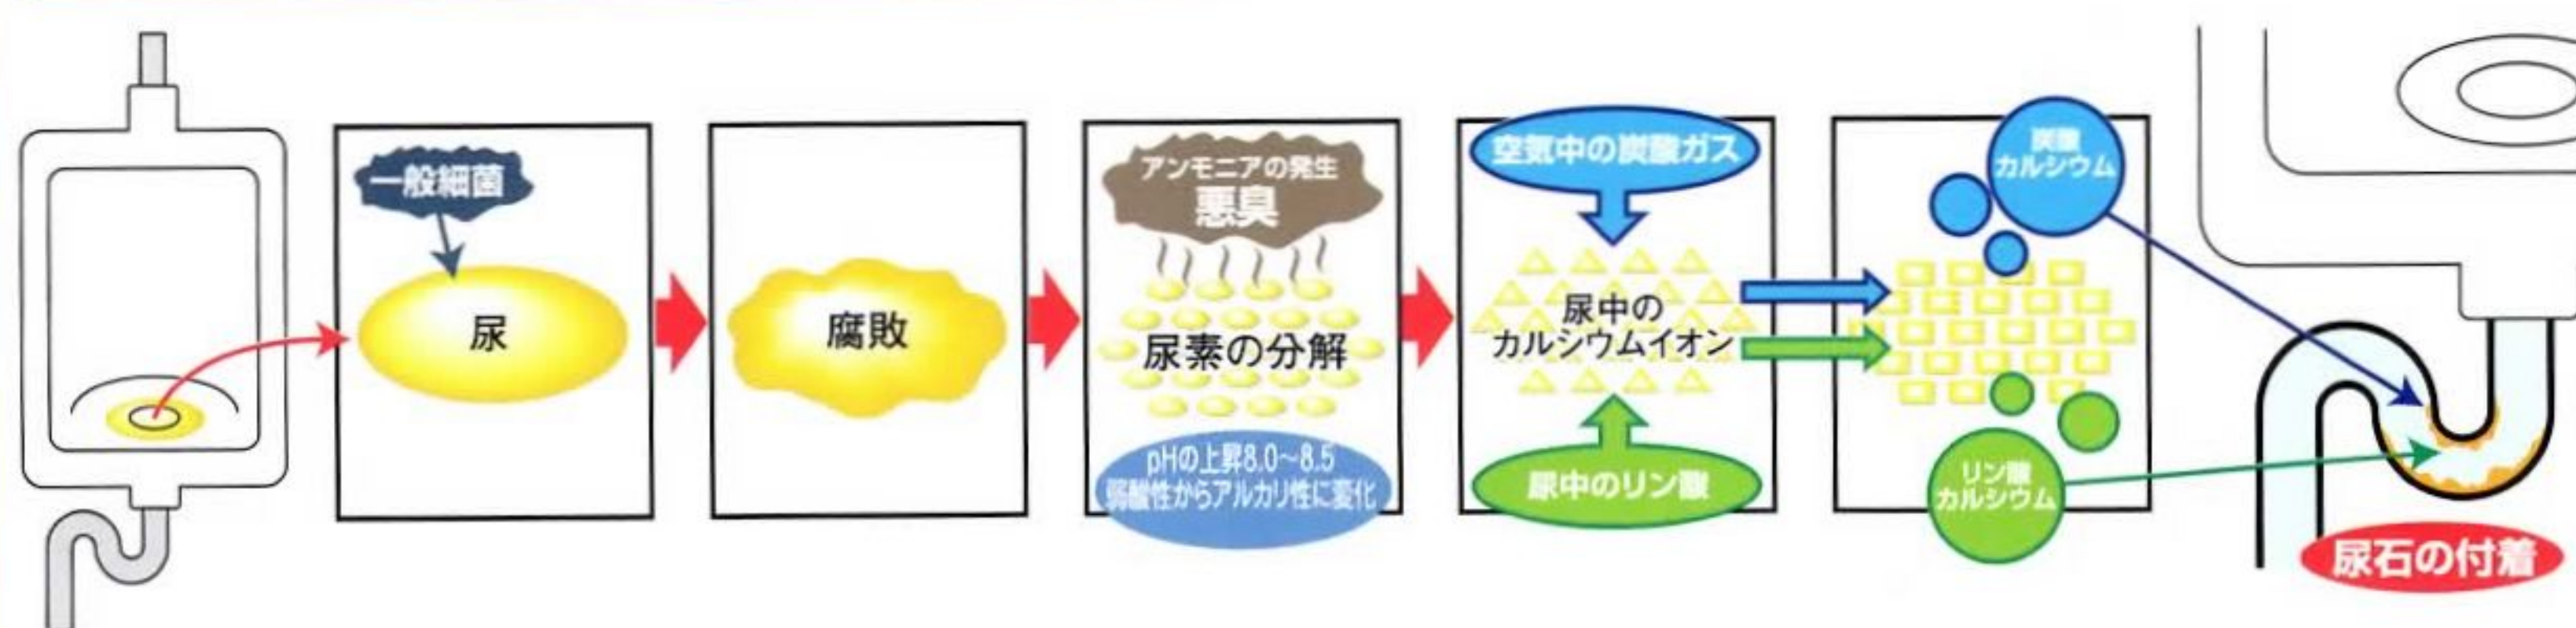 一般細菌
尿
腐敗
アンモニアの発生
悪臭
尿素の分解
pHの上昇8.0～8.5
弱酸性からアルカリ性に変化
空気中の炭酸ガス
尿中の
カルシウムイオン
尿中のリン酸
炭酸
カルシウム
リン酸
カルシウム
尿石の付着